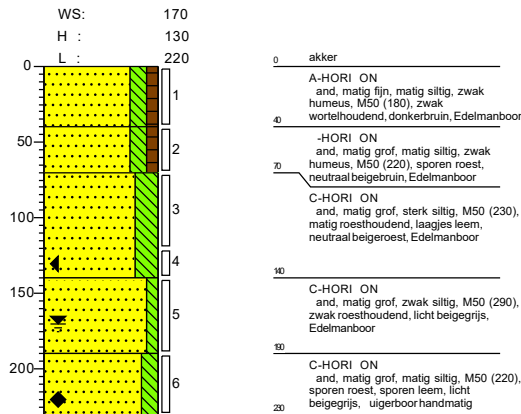 WS: 170
H : 130
L : 220
0
50
100
150
200
1
2
3
4
5
6
0 akker
A-HORI ON
and, matig fijn, matig siltig, zwak
humeus, M50 (180), zwak
wortelhoudend, donkerbruin, Edelmanboor
40
-HORI ON
and, matig grof, matig siltig, zwak
humeus, M50 (220), sporen roest,
neutraal beigebruin, Edelmanboor
70
C-HORI ON
and, matig grof, sterk siltig, M50 (230),
matig roesthoudend, laagjes leem,
neutraal beigeroest, Edelmanboor
140
C-HORI ON
and, matig grof, zwak siltig, M50 (290),
zwak roesthoudend, licht beigegrijs,
Edelmanboor
190
C-HORI ON
and, matig grof, matig siltig, M50 (220),
sporen roest, sporen leem, licht
beigegrijs, uigerboor handmatig
230